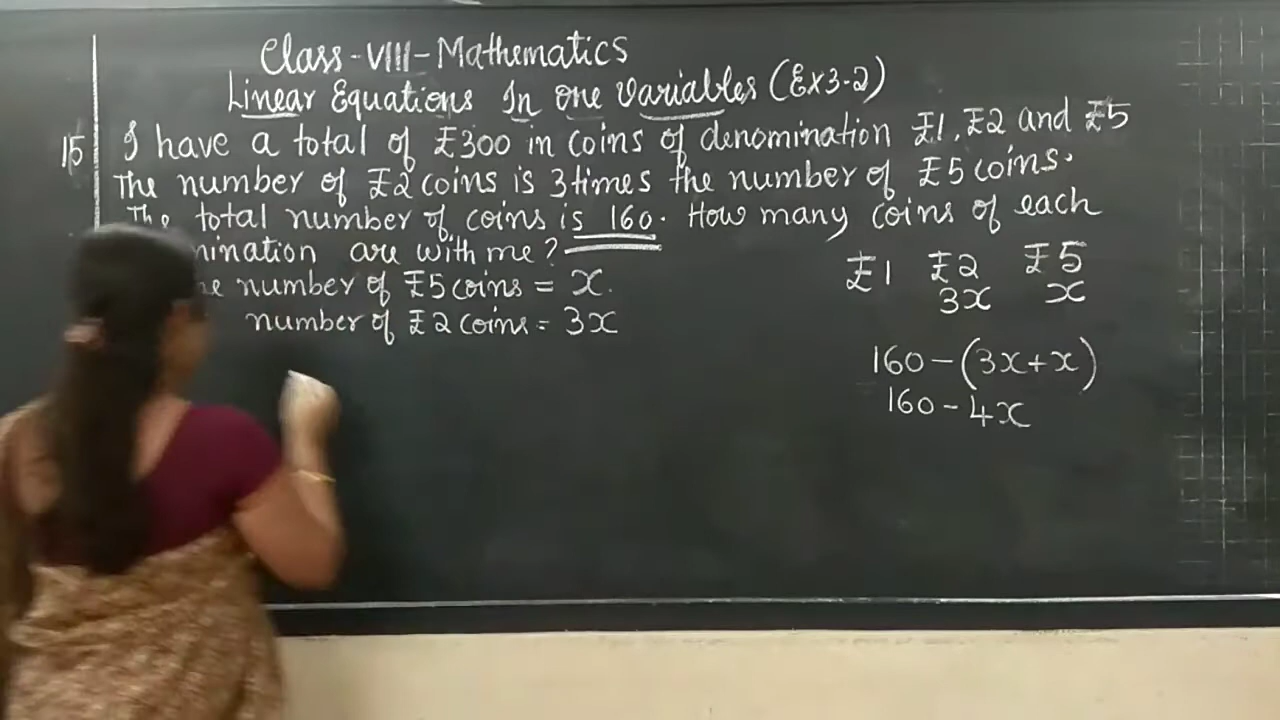 Class-VIII-Mathematics
Linear Equations In one Variables (Ex3-2)
15 I have a total of ₹300 in coins of denomination ₹1, ₹2 and ₹5
The number of ₹2 coins is 3 times the number of ₹5 coins.
The total number of coins is 160. How many coins of each
mination are with me?
number of ₹5 coins = x.
number of ₹2 coins = 3x
₹1 ₹2 ₹5
3x x
160-(3x+x)
160-4x